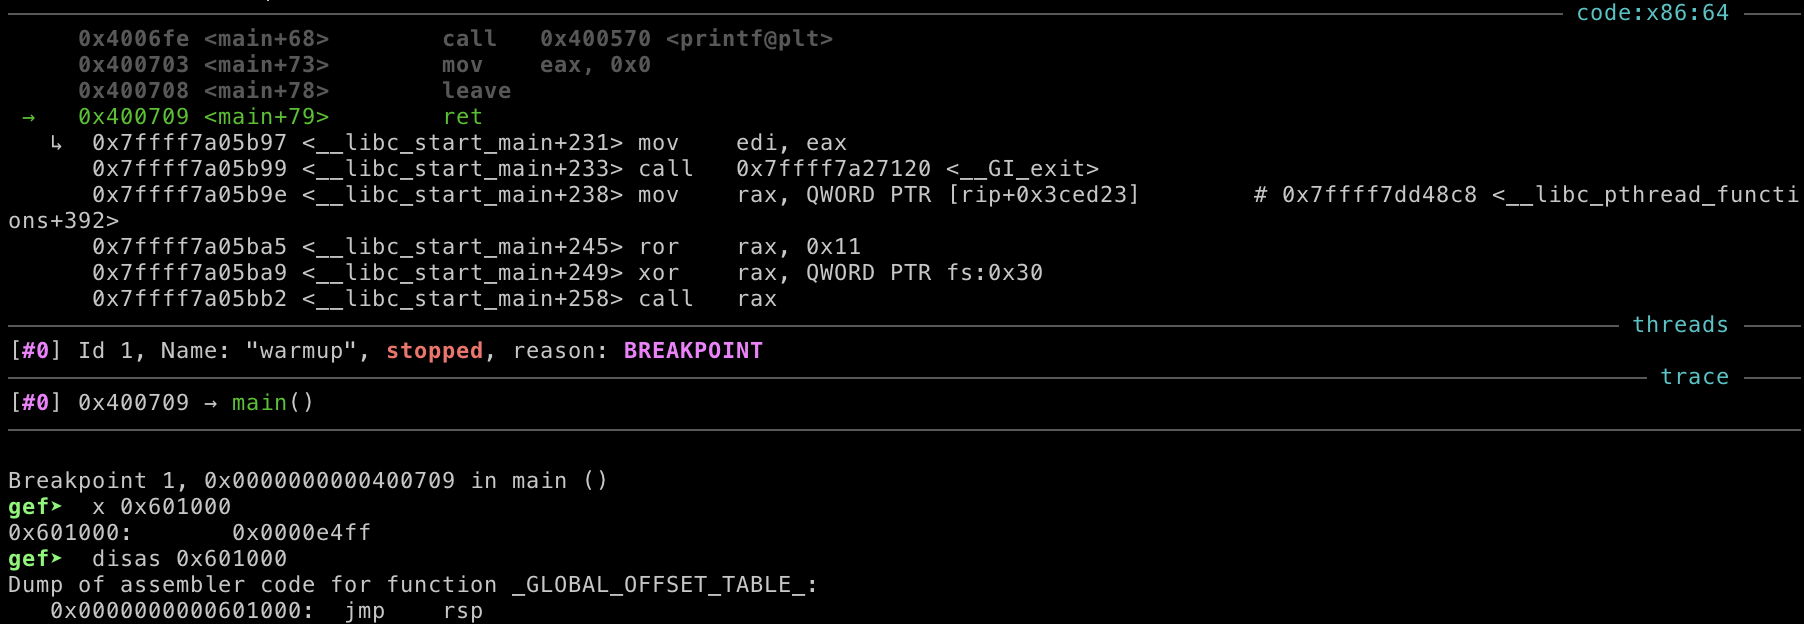 code:x86:64
0x4006fe <main+68> call 0x400570 <printf@plt>
0x400703 <main+73> mov eax, 0x0
0x400708 <main+78> leave
→ 0x400709 <main+79> ret
↳ 0x7ffff7a05b97 <__libc_start_main+231> mov edi, eax
0x7ffff7a05b99 <__libc_start_main+233> call 0x7ffff7a27120 <__GI_exit>
0x7ffff7a05b9e <__libc_start_main+238> mov rax, QWORD PTR [rip+0x3ced23] # 0x7ffff7dd48c8 <__libc_pthread_functi
ons+392>
0x7ffff7a05ba5 <__libc_start_main+245> ror rax, 0x11
0x7ffff7a05ba9 <__libc_start_main+249> xor rax, QWORD PTR fs:0x30
0x7ffff7a05bb2 <__libc_start_main+258> call rax
threads
[#0] Id 1, Name: "warmup", stopped, reason: BREAKPOINT
trace
[#0] 0x400709 → main()
Breakpoint 1, 0x0000000000400709 in main ()
gef➤ x 0x601000
0x601000: 0x0000e4ff
gef➤ disas 0x601000
Dump of assembler code for function _GLOBAL_OFFSET_TABLE_:
0x0000000000601000: jmp rsp